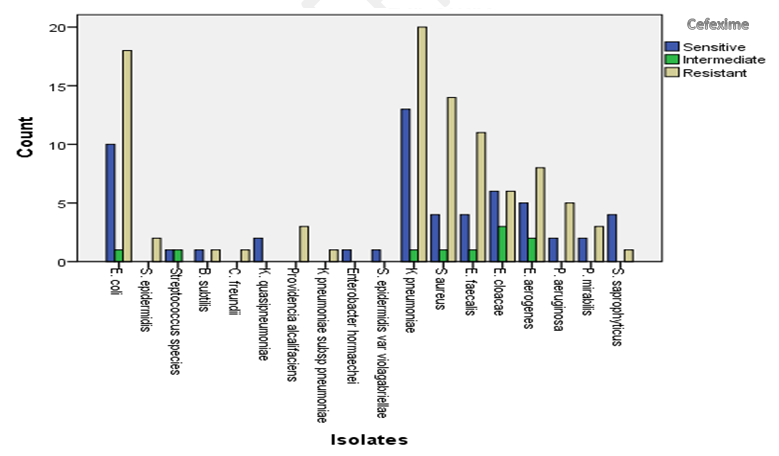 Cefexime
Sensitive
Intermediate
Resistant
Count
20
15
10
5
0
E. coli
S. epidermidis
Streptococcus species
B. subtilis
C. freundii
K. quasipneumoniae
Providencia alcalifaciens
K pneumoniae subsp pneumoniae
Enterobacter hormaechei
S. epidermidis var violagabriellae
K pneumoniae
S aureus
E. faecalis
E. cloacae
E. aerogenes
P. aeruginosa
P. mirabilis
S. saprophyticus
Isolates